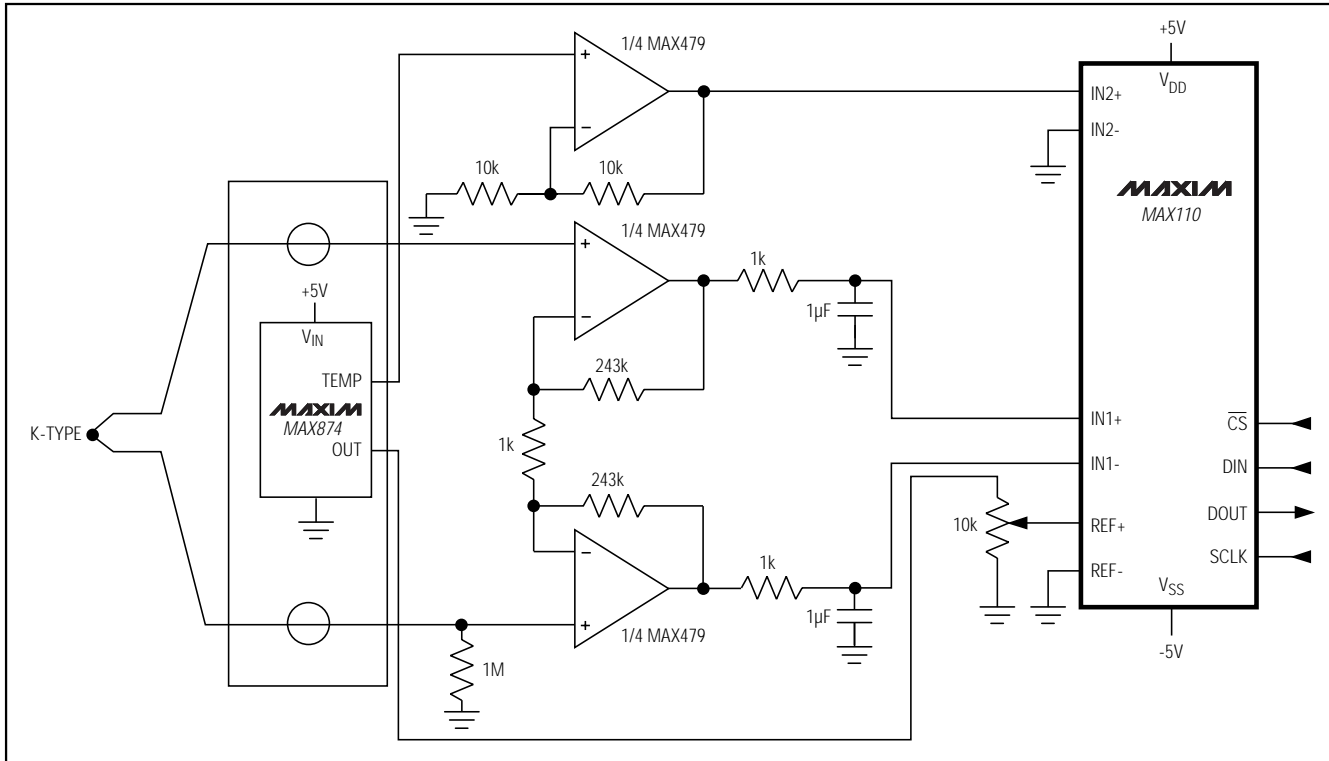 1/4 MAX479
+
−
10k
10k
+5V
VDD
IN2+
IN2-
MAXIM
MAX110
1/4 MAX479
+
−
1k
1µF
243k
1k
243k
−
+
1/4 MAX479
1k
1µF
1M
K-TYPE
+5V
VIN
TEMP
MAXIM
MAX874
OUT
IN1+
IN1-
10k
REF+
REF-
VSS
-5V
CS
DIN
DOUT
SCLK